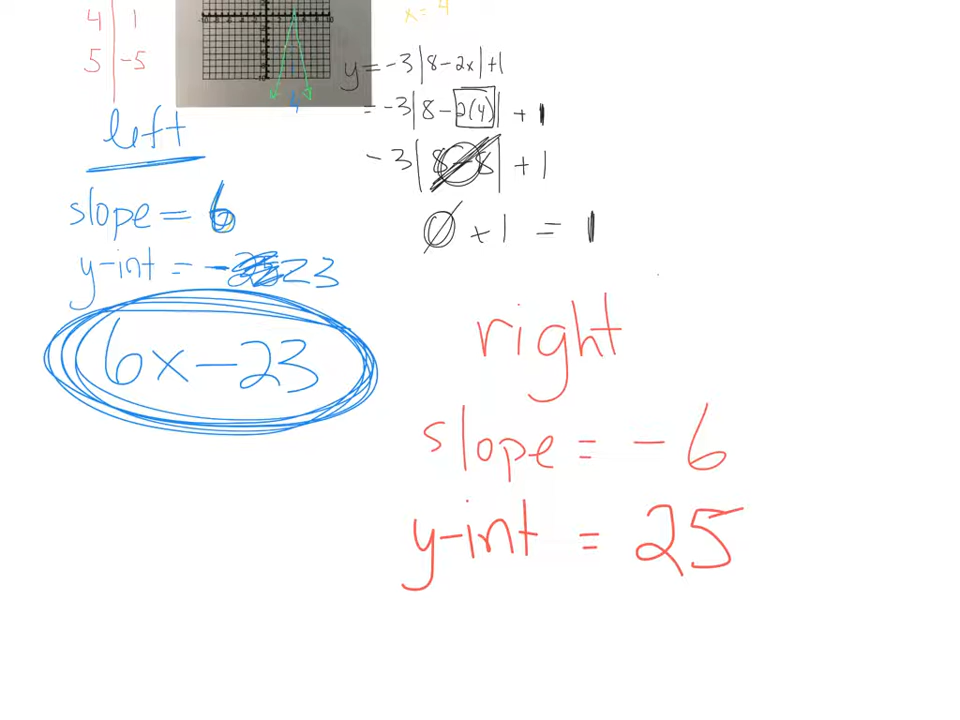 4 | 1
5 | -5
x = 4
4
y = -3|8-2x|+1
= -3|8-2(4)| + 1
-3|8-8| + 1
0 + 1 = 1
left
slope = 6
y-int = -23
6x-23
right
slope = -6
y-int = 25